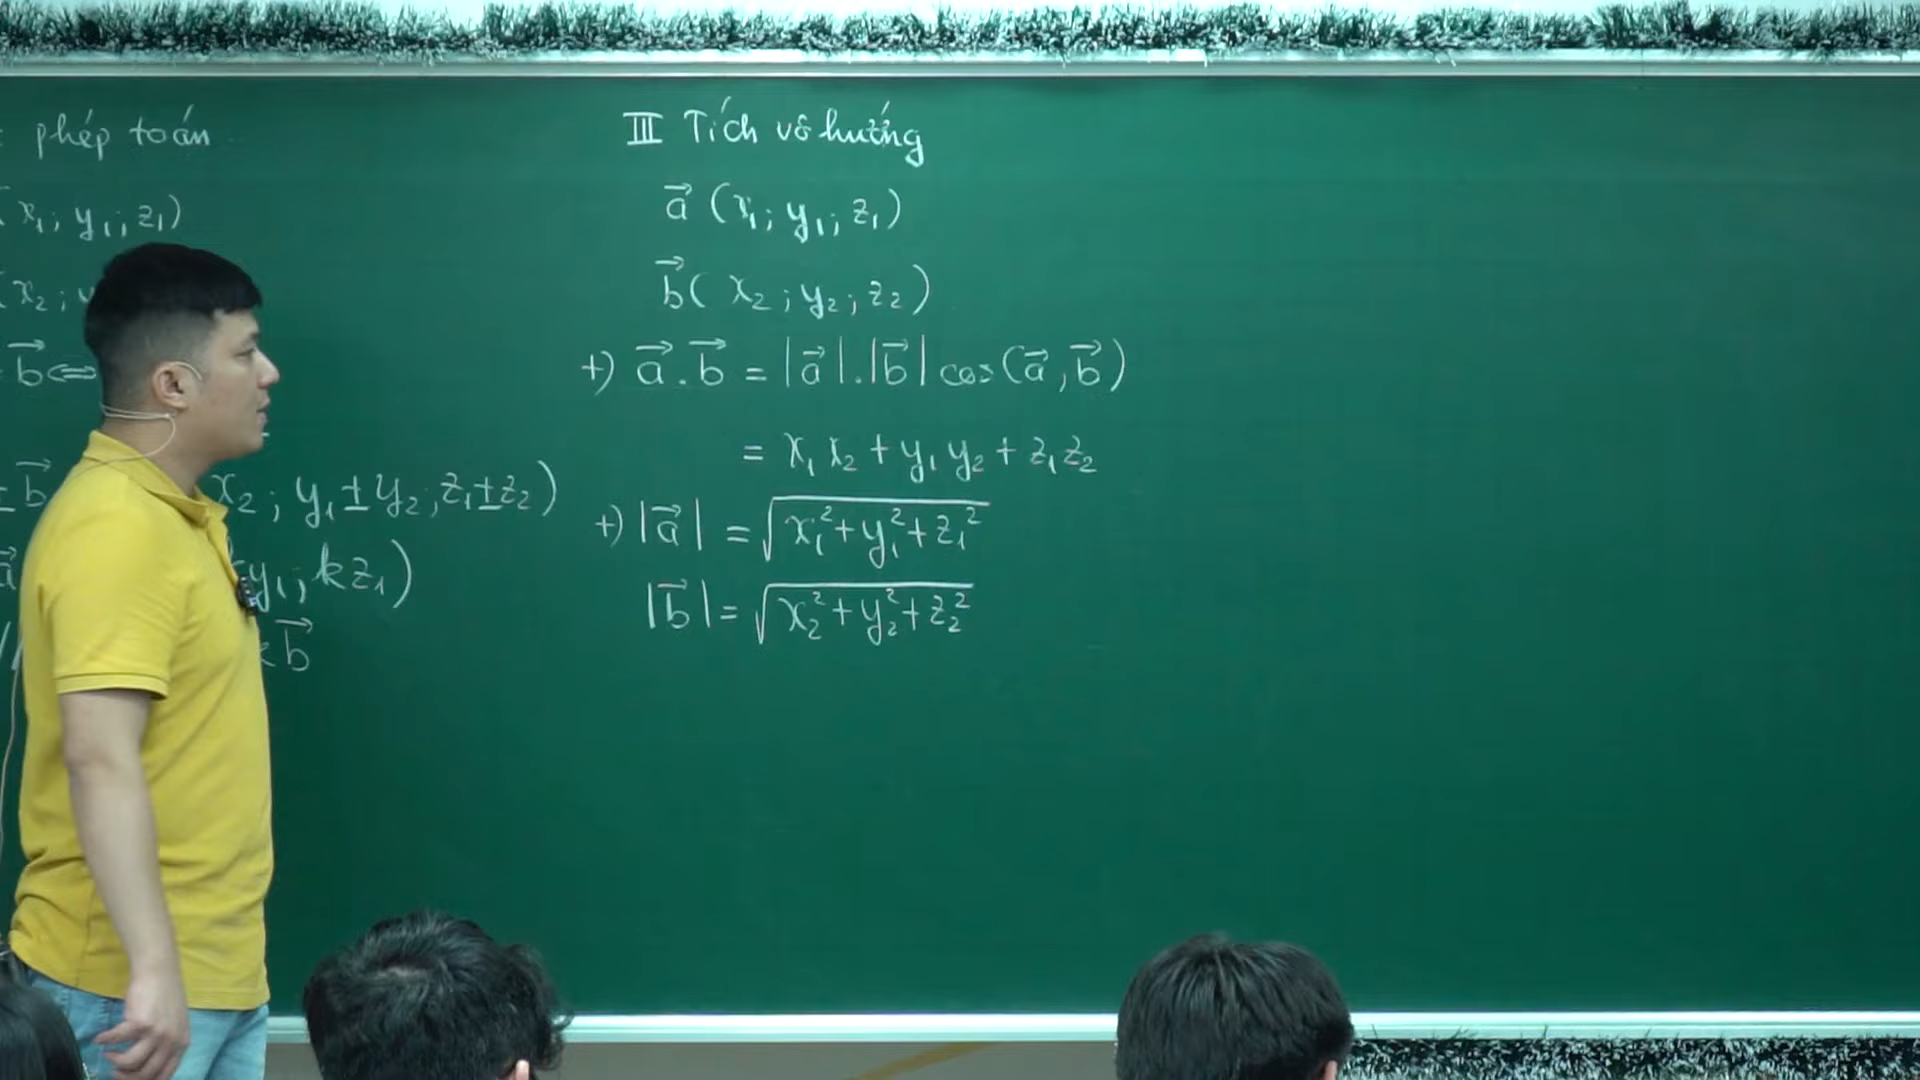 phép toán
x₁; y₁; z₁)
(x₂; y
b⃗ ⇔
± b⃗ x₂; y₁±y₂; z₁±z₂)
a⃗ y₁; kz₁)
// b⃗
III Tích vô hướng
a⃗ (x₁; y₁; z₁)
b⃗( x₂; y₂; z₂)
+) a⃗.b⃗ = |a⃗|.|b⃗| cos(a⃗, b⃗)
= x₁x₂ + y₁y₂ + z₁z₂
+) |a⃗| = √(x₁²+y₁²+z₁²)
|b⃗| = √(x₂²+y₂²+z₂²)